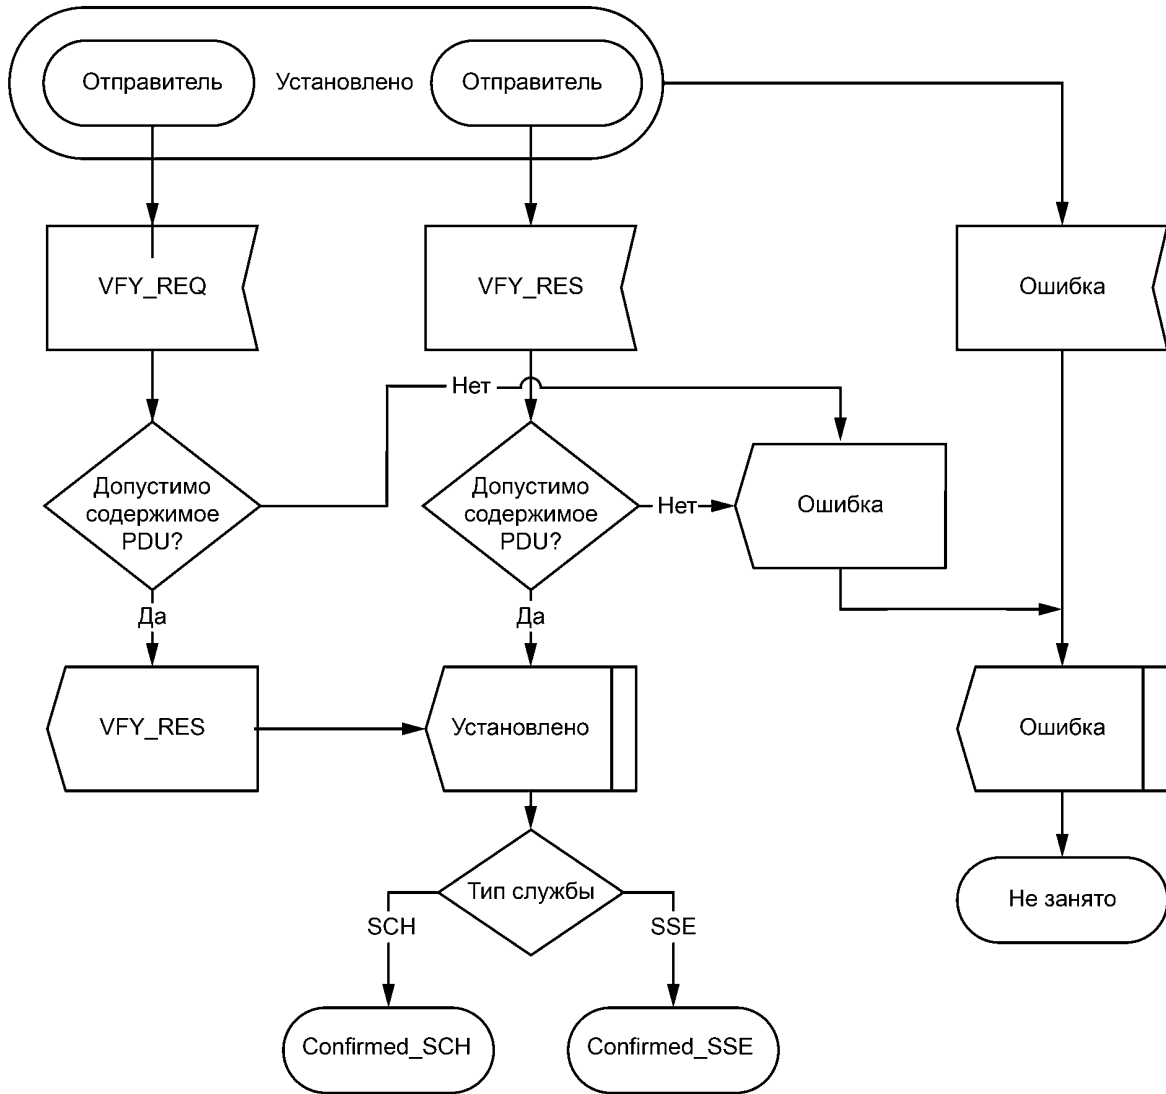 Отправитель
Установлено
Отправитель
VFY_REQ
VFY_RES
Ошибка
Нет
Допустимо
содержимое
PDU?
Допустимо
содержимое
PDU?
Нет
Ошибка
Да
Да
VFY_RES
Установлено
Ошибка
Тип службы
SCH
SSE
Не занято
Confirmed_SCH
Confirmed_SSE